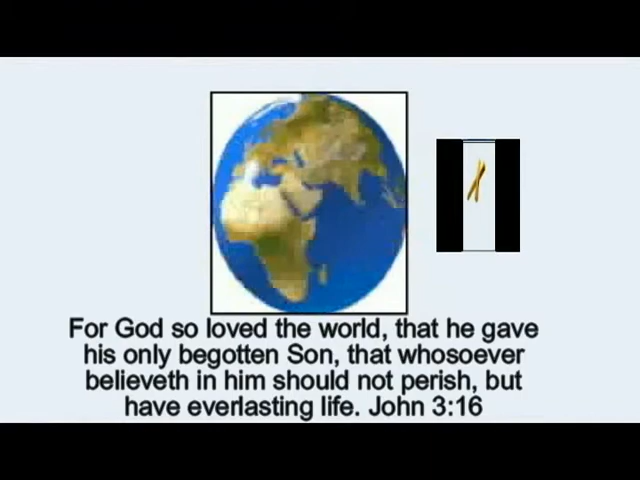 For God so loved the world, that he gave
his only begotten Son, that whosoever
believeth in him should not perish, but
have everlasting life. John 3:16